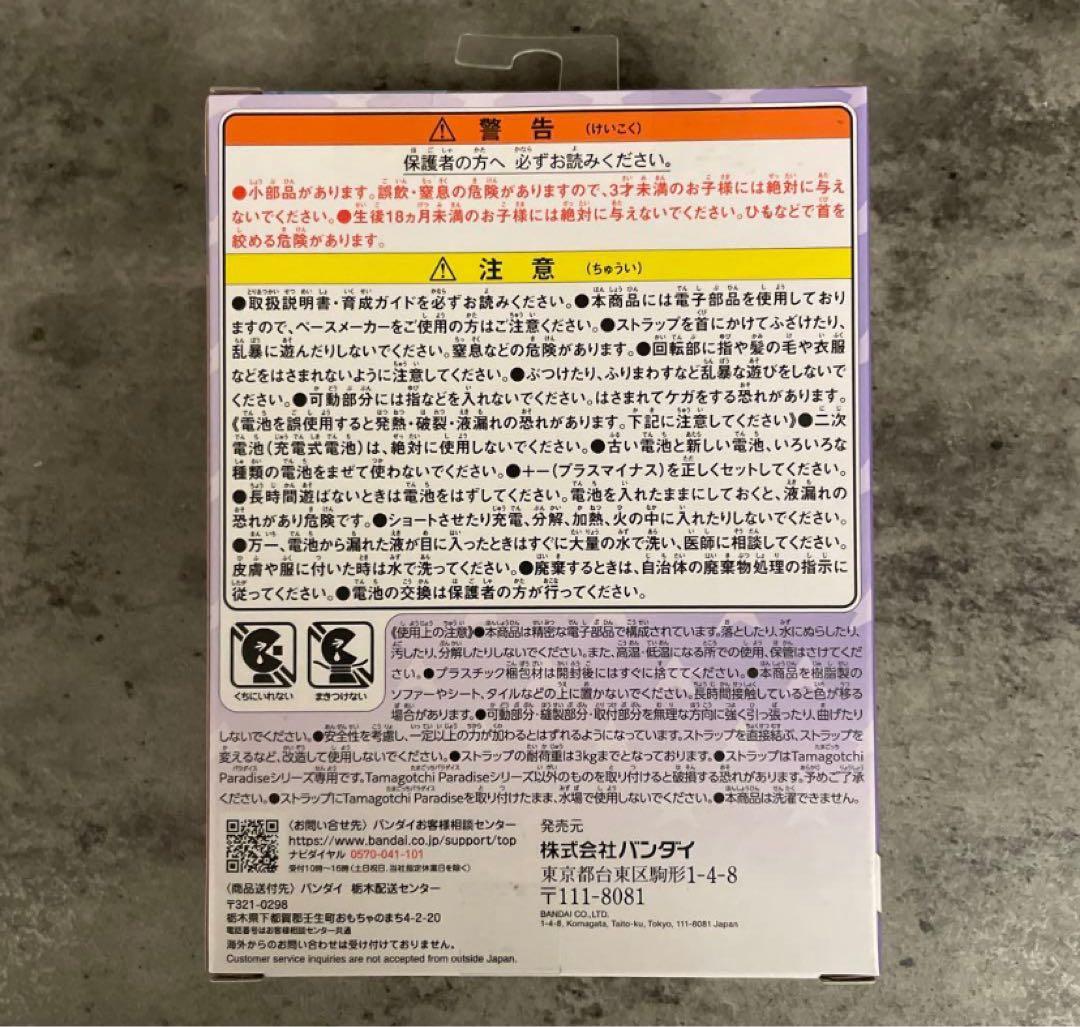 ⚠ 警告 (けいこく)
保護者の方へ 必ずお読みください。
●小部品があります。誤飲・窒息の危険がありますので、3才未満のお子様には絶対に与え
ないでください。●生後18ヵ月未満のお子様には絶対に与えないでください。ひもなどで首を
絞める危険があります。
⚠ 注意 (ちゅうい)
●取扱説明書・育成ガイドを必ずお読みください。●本商品には電子部品を使用しており
ますので、ペースメーカーをご使用の方はご注意ください。●ストラップを首にかけてふざけたり、
乱暴に遊んだりしないでください。窒息などの危険があります。●回転部に指や髪の毛や衣服
などをはさまれないように注意してください。●ぶつけたり、ふりまわすなど乱暴な遊びをしないで
ください。●可動部分には指などを入れないでください。はさまれてケガをする恐れがあります。
《電池を誤使用すると発熱・破裂・液漏れの恐れがあります。下記に注意してください》●二次
電池(充電式電池)は、絶対に使用しないでください。●古い電池と新しい電池、いろいろな
種類の電池をまぜて使わないでください。●+-(プラスマイナス)を正しくセットしてください。
●長時間遊ばないときは電池をはずしてください。電池を入れたままにしておくと、液漏れの
恐れがあり危険です。●ショートさせたり充電、分解、加熱、火の中に入れたりしないでください。
●万一、電池から漏れた液が目に入ったときはすぐに大量の水で洗い、医師に相談してください。
皮膚や服に付いた時は水で洗ってください。●廃棄するときは、自治体の廃棄物処理の指示に
従ってください。●電池の交換は保護者の方が行ってください。
くちにいれない
まきつけない
《使用上の注意》●本商品は精密な電子部品で構成されています。落としたり、水にぬらしたり、
汚したり、分解したりしないでください。また、高温・低温になる所での使用、保管はさけてくだ
さい。●プラスチック梱包材は開封後にはすぐに捨ててください。●本商品を樹脂製の
ソファーやシート、タイルなどの上に置かないでください。長時間接触していると色が移る
場合があります。●可動部分・縫製部分・取付部分を無理な方向に強く引っ張ったり、曲げたり
しないでください。●安全性を考慮し、一定以上の力が加わるとはずれるようになっています。ストラップを直接結ぶ、ストラップを
変えるなど、改造して使用しないでください。●ストラップの耐荷重は3kgまでとなっております。●ストラップはTamagotchi
Paradiseシリーズ専用です。Tamagotchi Paradiseシリーズ以外のものを取り付けると破損する恐れがあります。予めご了承
ください。●ストラップにTamagotchi Paradiseを取り付けたまま、水場で使用しないでください。●本商品は洗濯できません。
〈お問い合せ先〉バンダイお客様相談センター
https://www.bandai.co.jp/support/top
ナビダイヤル 0570-041-101
受付10時〜16時(土日祝日、当社指定休業日を除く)
〈商品送付先〉バンダイ 栃木配送センター
〒321-0298
栃木県下都賀郡壬生町おもちゃのまち4-2-20
電話番号はお客様相談センター共通
海外からのお問い合わせは受け付けておりません。
Customer service inquiries are not accepted from outside Japan.
発売元
株式会社バンダイ
東京都台東区駒形1-4-8
〒111-8081
BANDAI CO.,LTD.
1-4-8, Komagata, Taito-ku, Tokyo, 111-8081 Japan